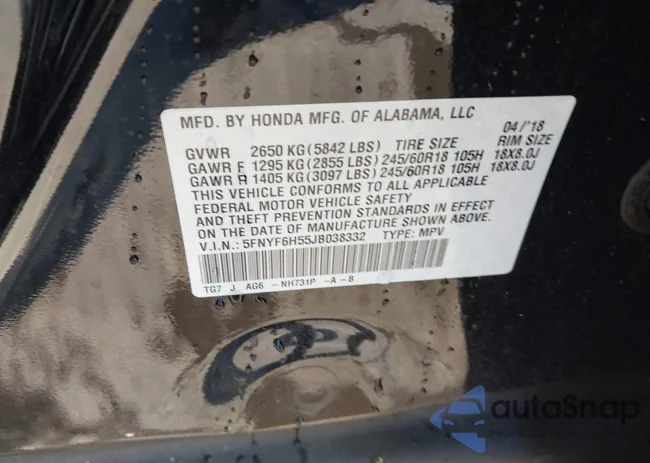 MFD. BY HONDA MFG. OF ALABAMA, LLC 04/'18
GVWR 2650 KG(5842 LBS) TIRE SIZE RIM SIZE
GAWR F 1295 KG(2855 LBS) 245/60R18 105H 18X8.0J
GAWR R 1405 KG(3097 LBS) 245/60R18 105H 18X8.0J
THIS VEHICLE CONFORMS TO ALL APPLICABLE
FEDERAL MOTOR VEHICLE SAFETY
AND THEFT PREVENTION STANDARDS IN EFFECT
ON THE DATE OF MANUFACTURE SHOWN ABOVE.
V.I.N.: 5FNYF6H55JB038332 TYPE: MPV
TG7 J AG6 -NH731P -A-B
autoSnap